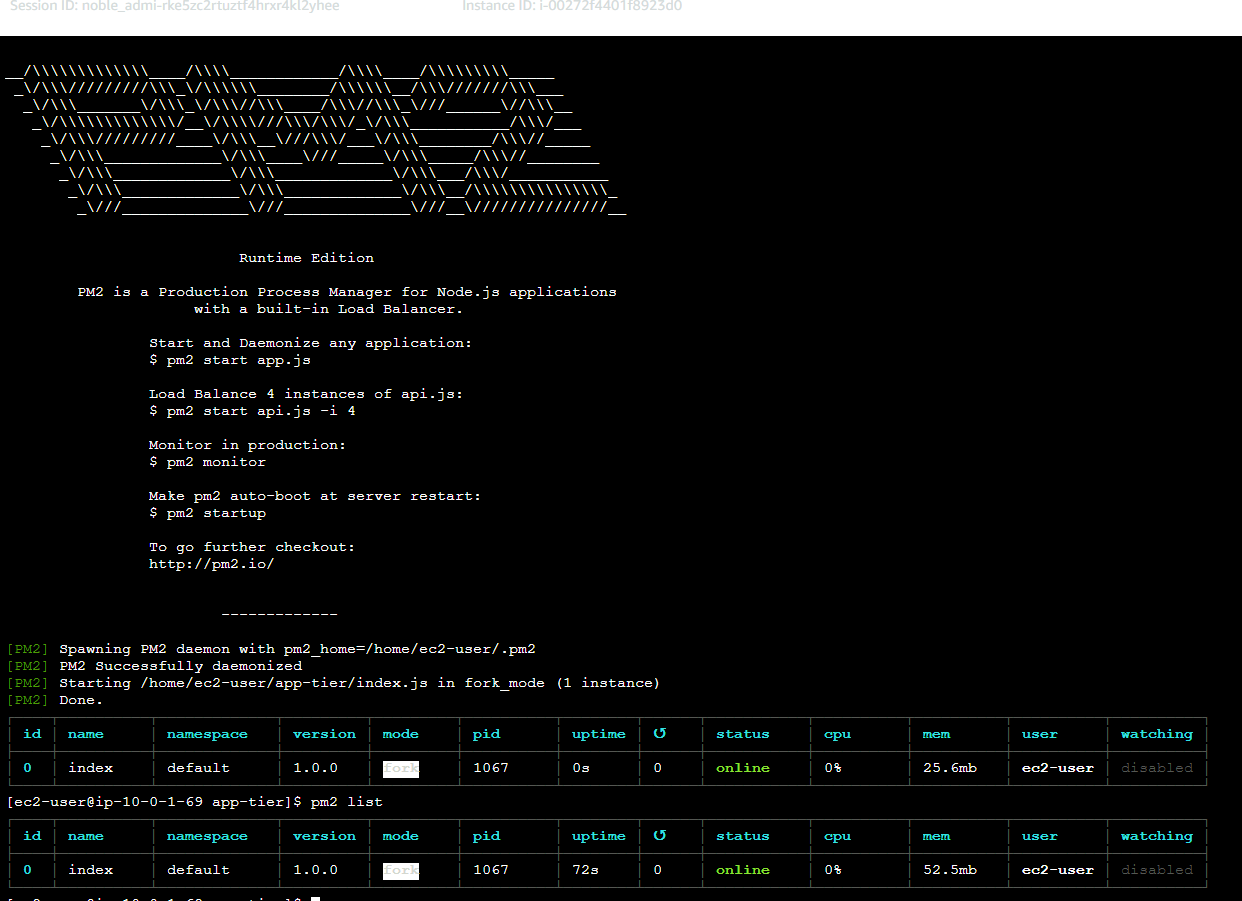 Session ID: noble_admi-rke5zc2rtuztf4hrxr4kl2yhee Instance ID: i-00272f4401f8923d0
__/\\\\\\\\\\\\\____/\\\\____________/\\\\____/\\\\\\\\\_____
_\/\\\/////////\\\_\/\\\\\\________/\\\\\\__/\\\///////\\\___
_\/\\\_______\/\\\_\/\\\//\\\____/\\\//\\\_\///______\//\\\__
_\/\\\\\\\\\\\\\/__\/\\\\///\\\/\\\/_\/\\\___________/\\\/___
_\/\\\/////////____\/\\\__\///\\\/___\/\\\________/\\\//_____
_\/\\\_____________\/\\\____\///_____\/\\\_____/\\\//________
_\/\\\_____________\/\\\_____________\/\\\___/\\\/___________
_\/\\\_____________\/\\\_____________\/\\\__/\\\\\\\\\\\\\\\_
_\///______________\///______________\///__\///////////////__
Runtime Edition
PM2 is a Production Process Manager for Node.js applications
with a built-in Load Balancer.
Start and Daemonize any application:
$ pm2 start app.js
Load Balance 4 instances of api.js:
$ pm2 start api.js -i 4
Monitor in production:
$ pm2 monitor
Make pm2 auto-boot at server restart:
$ pm2 startup
To go further checkout:
http://pm2.io/
-------------
[PM2] Spawning PM2 daemon with pm2_home=/home/ec2-user/.pm2
[PM2] PM2 Successfully daemonized
[PM2] Starting /home/ec2-user/app-tier/index.js in fork_mode (1 instance)
[PM2] Done.
id name namespace version mode pid uptime ↺ status cpu mem user watching
0 index default 1.0.0 fork 1067 0s 0 online 0% 25.6mb ec2-user disabled
[ec2-user@ip-10-0-1-69 app-tier]$ pm2 list
id name namespace version mode pid uptime ↺ status cpu mem user watching
0 index default 1.0.0 fork 1067 72s 0 online 0% 52.5mb ec2-user disabled
[ec2-user@ip-10-0-1-69 app-tier]$